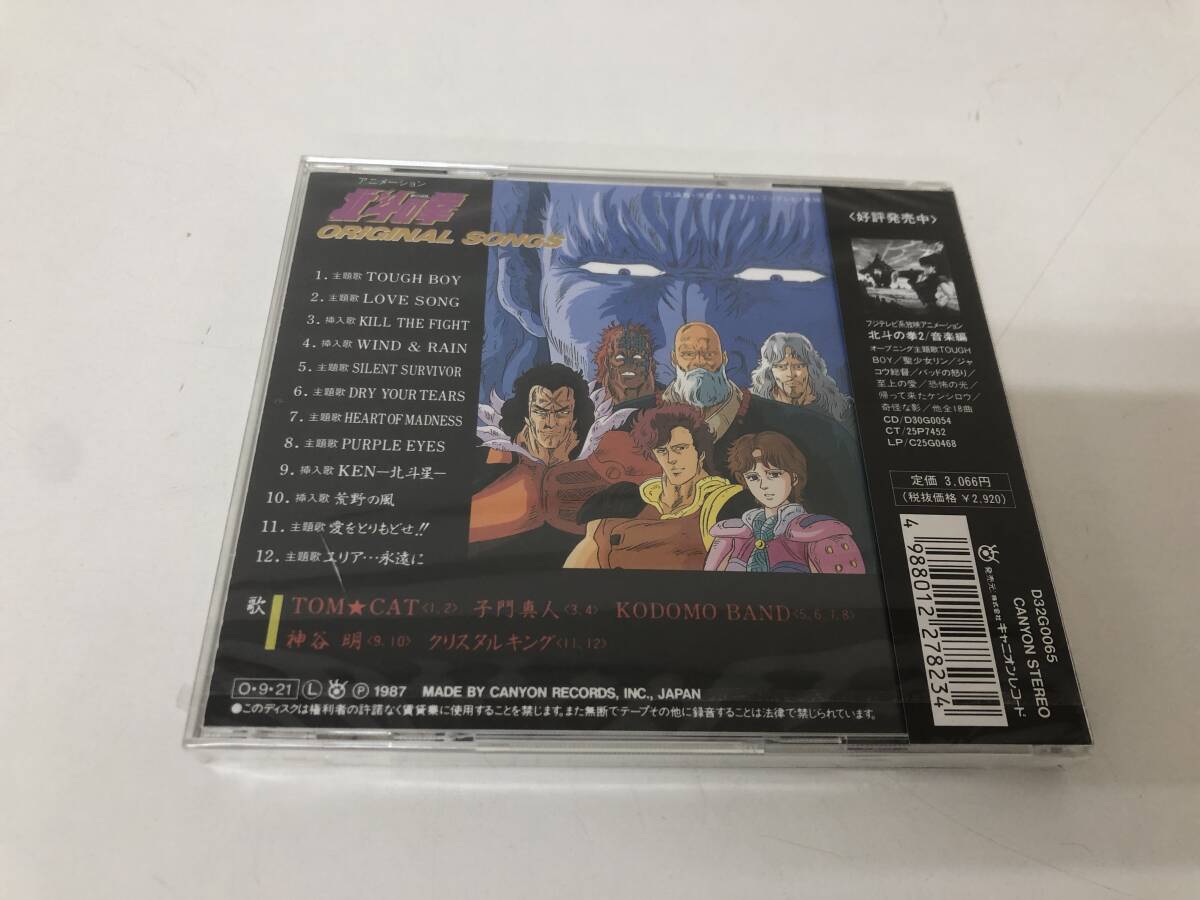 アニメーション
北斗の拳
ORIGINAL SONGS
1. 主題歌 TOUGH BOY
2. 主題歌 LOVE SONG
3. 挿入歌 KILL THE FIGHT
4. 挿入歌 WIND & RAIN
5. 主題歌 SILENT SURVIVOR
6. 主題歌 DRY YOUR TEARS
7. 主題歌 HEART OF MADNESS
8. 主題歌 PURPLE EYES
9. 挿入歌 KEN—北斗星—
10. 挿入歌 荒野の風
11. 主題歌 愛をとりもどせ!!
12. 主題歌 ユリア…永遠に
歌
TOM★CAT〈1, 2〉 子門真人〈3, 4〉 KODOMO BAND〈5, 6, 7, 8〉
神谷 明〈9, 10〉 クリスタルキング〈11, 12〉
O・9・21 Ⓛ Ⓟ 1987 MADE BY CANYON RECORDS, INC., JAPAN
●このディスクは権利者の許諾なく賃貸業に使用することを禁じます。また無断でテープその他に録音することは法律で禁じられています。
〈好評発売中〉
フジテレビ系放映アニメーション
北斗の拳2/音楽編
オープニング主題歌TOUGH
BOY/聖少女リン/ジャ
コウ総督/バットの怒り/
至上の愛/恐怖の光/
帰って来たケンシロウ/
奇怪な影/他全18曲
CD/D30G0054
CT/25P7452
LP/C25G0468
定価 3,066円
(税抜価格 ¥2,920)
4 988012 278234
発売元:株式会社 キャニオンレコード
D32G0065
CANYON STEREO